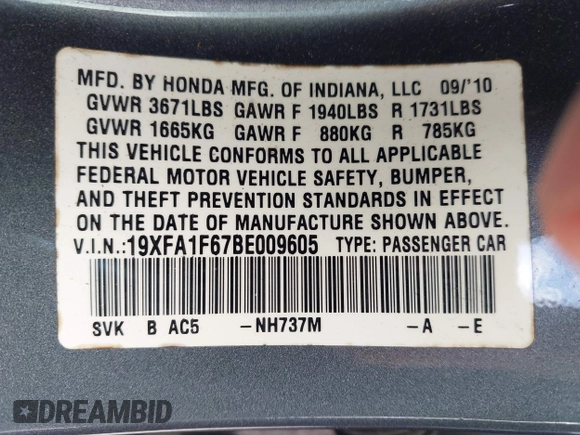 MFD. BY HONDA MFG. OF INDIANA, LLC 09/'10
GVWR 3671LBS GAWR F 1940LBS R 1731LBS
GVWR 1665KG GAWR F 880KG R 785KG
THIS VEHICLE CONFORMS TO ALL APPLICABLE
FEDERAL MOTOR VEHICLE SAFETY, BUMPER,
AND THEFT PREVENTION STANDARDS IN EFFECT
ON THE DATE OF MANUFACTURE SHOWN ABOVE.
V.I.N.:19XFA1F67BE009605 TYPE: PASSENGER CAR
SVK B AC5 -NH737M -A -E
DREAMBID